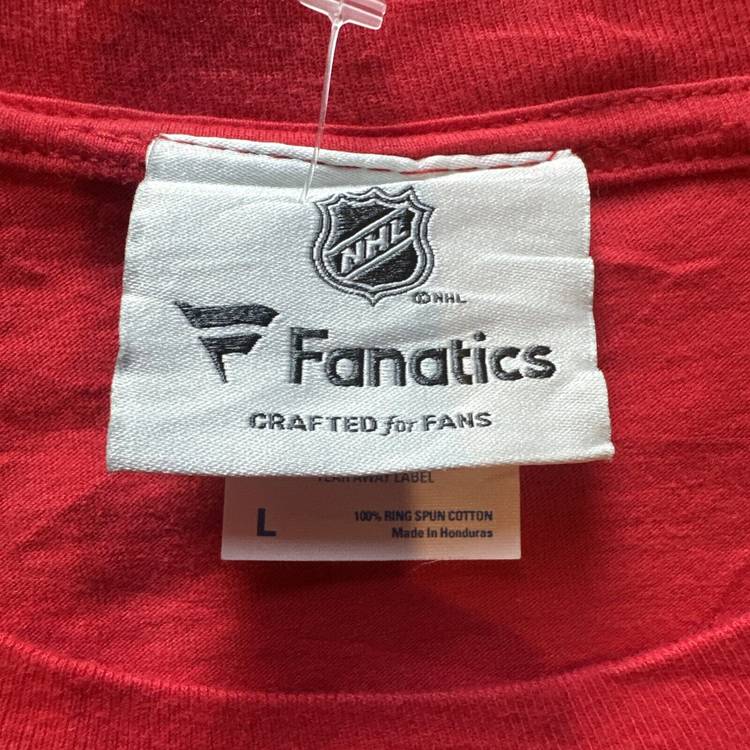 NHL
©NHL
Fanatics
CRAFTED for FANS
TEAR AWAY LABEL
L
100% RING SPUN COTTON
Made In Honduras